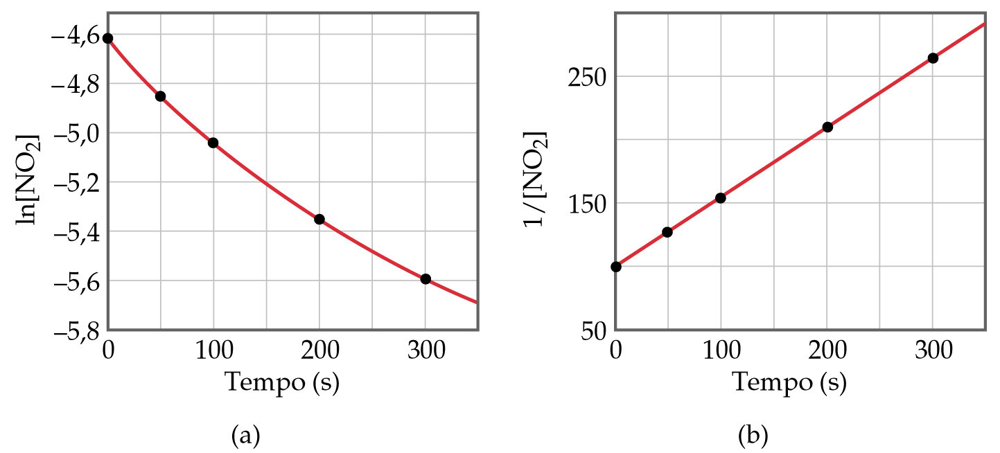 ln[NO₂]
−4,6
−4,8
−5,0
−5,2
−5,4
−5,6
−5,8
0 100 200 300
Tempo (s)
(a)
1/[NO₂]
250
150
50
0 100 200 300
Tempo (s)
(b)